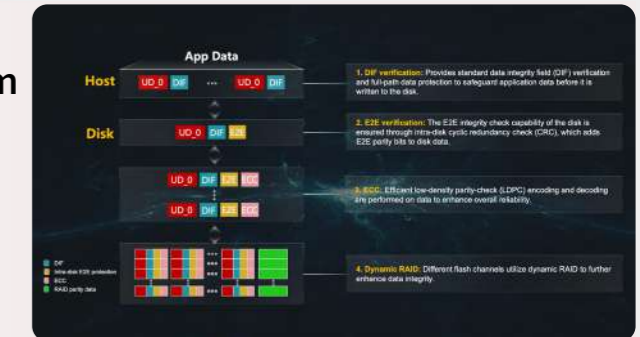 m
App Data
Host
UD_0 DIF ... UD_0 DIF
1. DIF verification: Provides standard data integrity field (DIF) verification
and full-path data protection to safeguard application data before it is
written to the disk.
Disk
UD_0 DIF E2E
2. E2E verification: The E2E integrity check capability of the disk is
ensured through intra-disk cyclic redundancy check (CRC), which adds
E2E parity bits to disk data.
UD_0 DIF E2E ECC
UD_0 DIF E2E ECC
3. ECC: Efficient low-density parity-check (LDPC) encoding and decoding
are performed on data to enhance overall reliability.
DIF
Intra-disk E2E protection
ECC
RAID parity data
4. Dynamic RAID: Different flash channels utilize dynamic RAID to further
enhance data integrity.